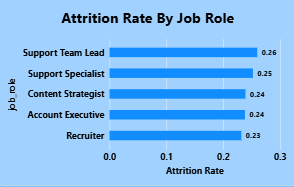 Attrition Rate By Job Role
job_role
Support Team Lead 0.26
Support Specialist 0.25
Content Strategist 0.24
Account Executive 0.24
Recruiter 0.23
0.0 0.1 0.2 0.3
Attrition Rate